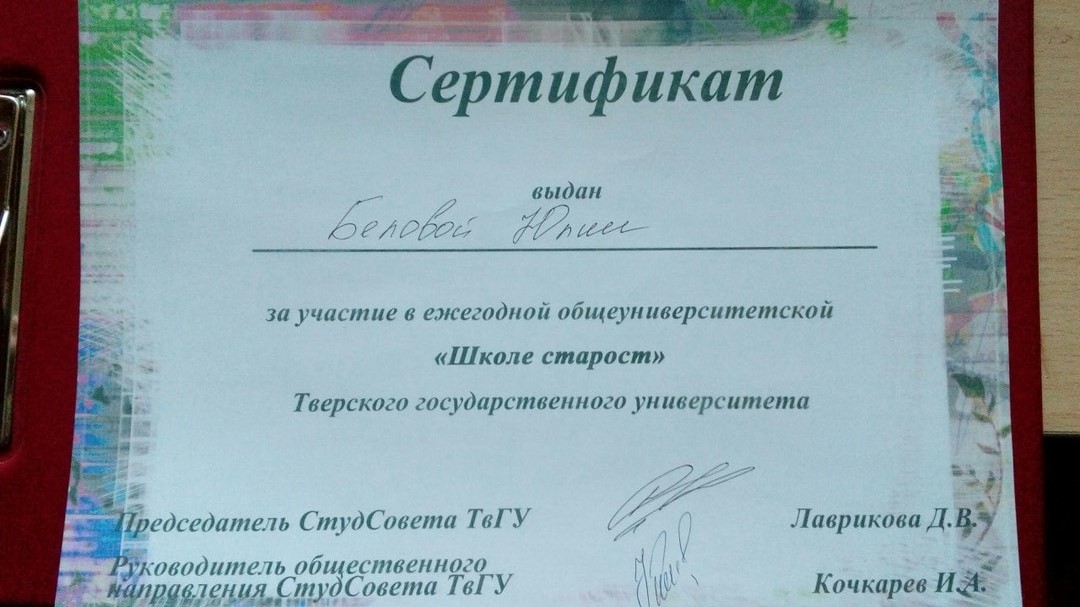 Сертификат
выдан
Беловой Юлии
за участие в ежегодной общеуниверситетской
«Школе старост»
Тверского государственного университета
Председатель СтудСовета ТвГУ Лаврикова Д.В.
Руководитель общественного
направления СтудСовета ТвГУ Кочкарев И.А.